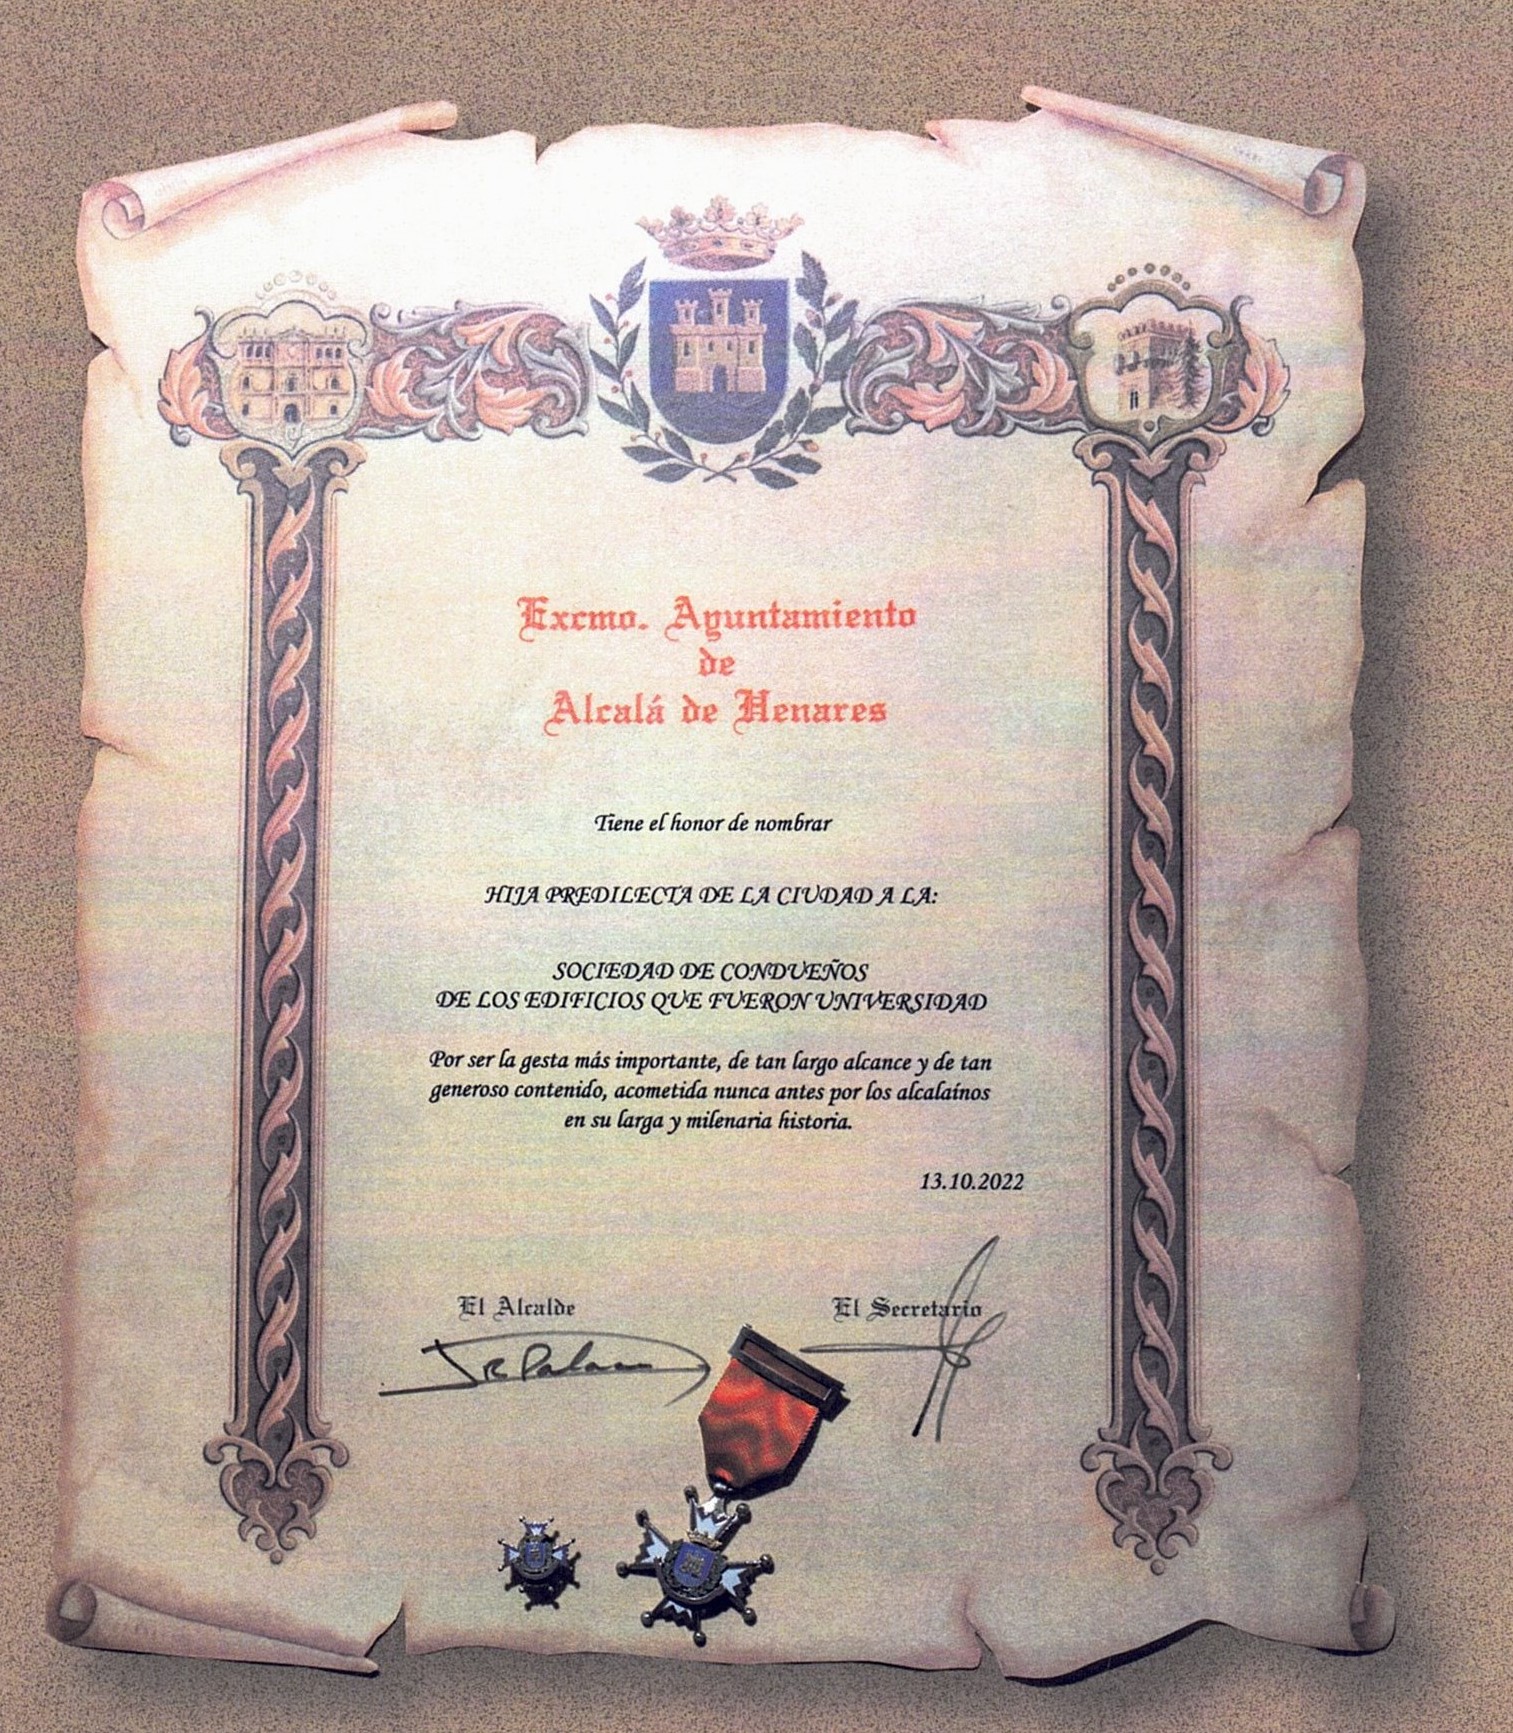 Excmo. Ayuntamiento
de
Alcalá de Henares
Tiene el honor de nombrar
HIJA PREDILECTA DE LA CIUDAD A LA:
SOCIEDAD DE CONDUEÑOS
DE LOS EDIFICIOS QUE FUERON UNIVERSIDAD
Por ser la gesta más importante, de tan largo alcance y de tan
generoso contenido, acometida nunca antes por los alcalaínos
en su larga y milenaria historia.
13.10.2022
El Alcalde El Secretario